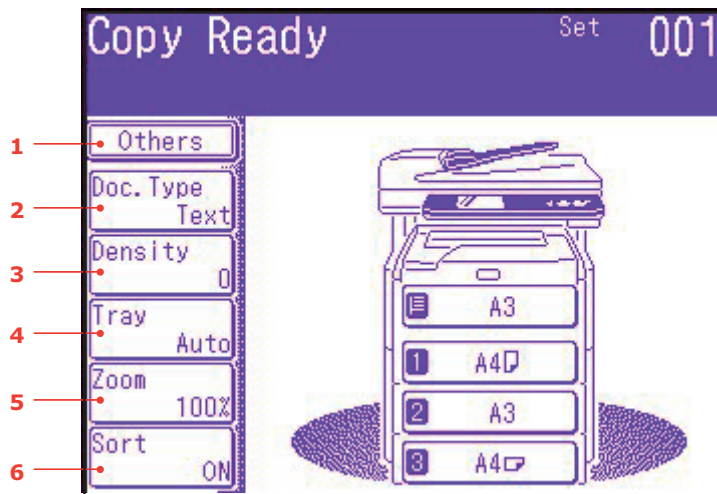 Copy Ready Set 001
1 Others
2 Doc.Type
Text
3 Density
0
4 Tray
Auto
5 Zoom
100%
6 Sort
ON
A3
1 A4
2 A3
3 A4